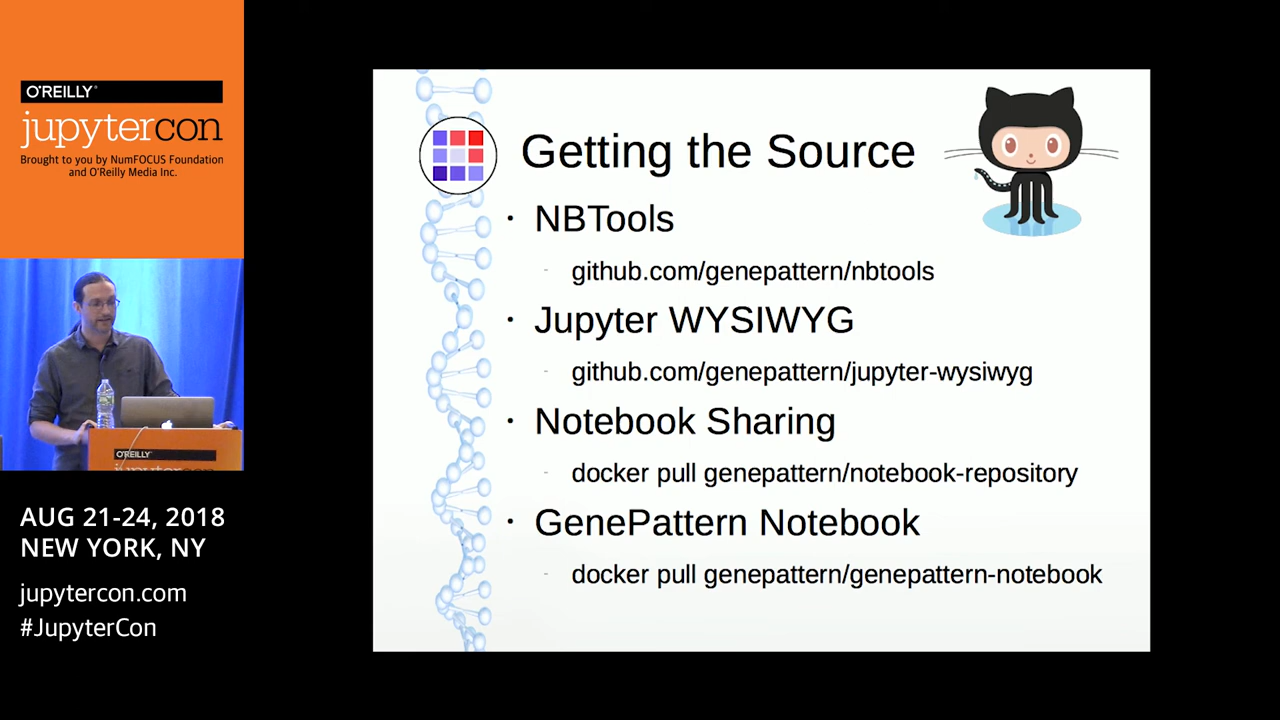 O'REILLY®
jupytercon
Brought to you by NumFOCUS Foundation
and O'Reilly Media Inc.
O'REILLY
jupytercon
AUG 21-24, 2018
NEW YORK, NY
jupytercon.com
#JupyterCon
Getting the Source
• NBTools
- github.com/genepattern/nbtools
• Jupyter WYSIWYG
- github.com/genepattern/jupyter-wysiwyg
• Notebook Sharing
- docker pull genepattern/notebook-repository
• GenePattern Notebook
- docker pull genepattern/genepattern-notebook